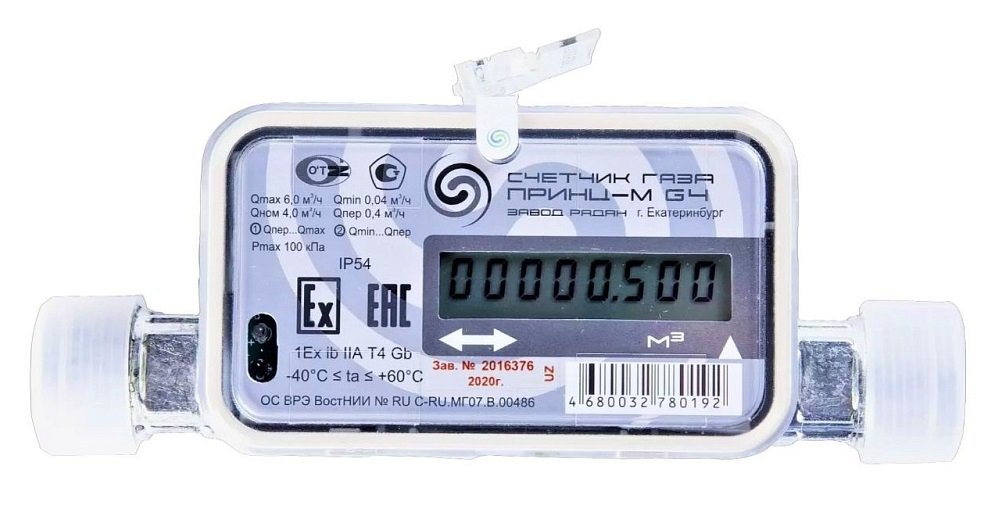 СЧЕТЧИК ГАЗА
ПРИНЦ-М G4
ЗАВОД РАДАН г. Екатеринбург
Qmax 6,0 м³/ч Qmin 0,04 м³/ч
Qном 4,0 м³/ч Qпер 0,4 м³/ч
① Qпер...Qmax ② Qmin...Qпер
Pmax 100 кПа
IP54
Ex EAC
00000.500
м³
1Ex ib IIA T4 Gb
-40°C ≤ ta ≤ +60°C
Зав. № 2016376
2020г.
UZ
ОС ВРЭ ВостНИИ № RU C-RU.МГ07.В.00486
4 680032 780192